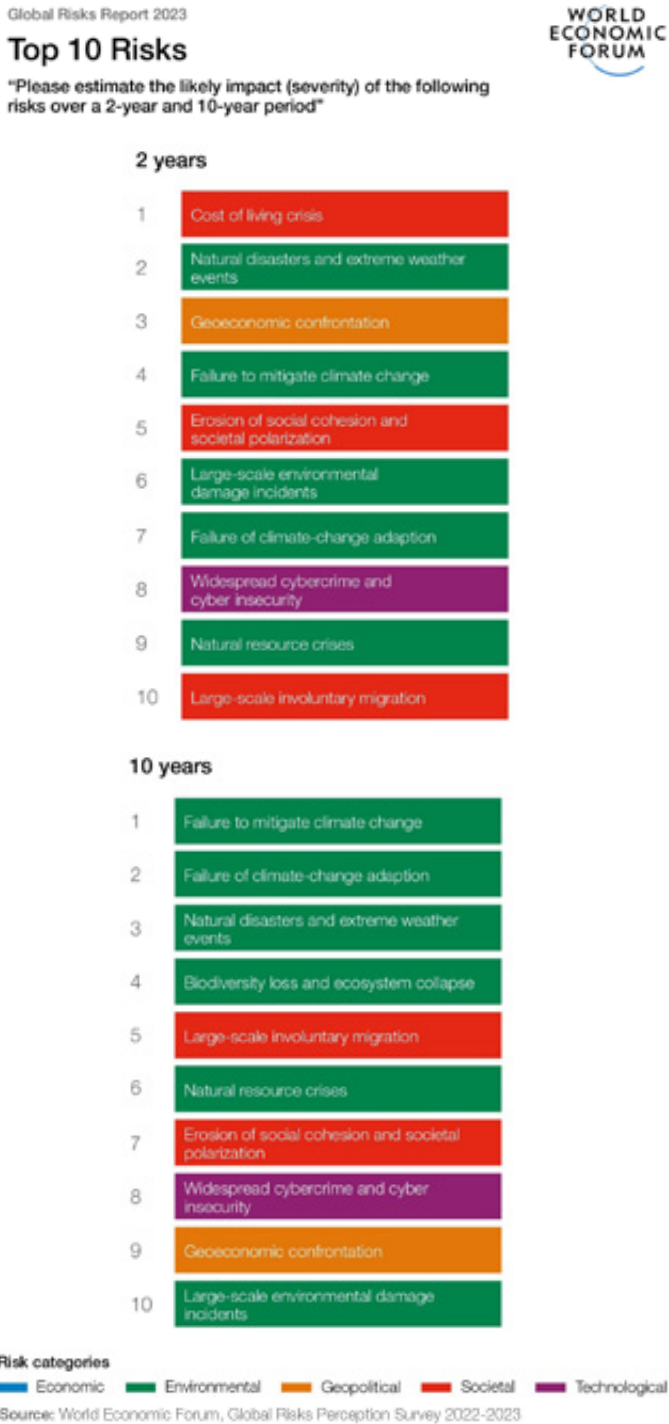 Global Risks Report 2023
WORLD
ECONOMIC
FORUM
Top 10 Risks
“Please estimate the likely impact (severity) of the following
risks over a 2-year and 10-year period”
2 years
1 Cost of living crisis
2 Natural disasters and extreme weather
events
3 Geoeconomic confrontation
4 Failure to mitigate climate change
5 Erosion of social cohesion and
societal polarization
6 Large-scale environmental
damage incidents
7 Failure of climate-change adaption
8 Widespread cybercrime and
cyber insecurity
9 Natural resource crises
10 Large-scale involuntary migration
10 years
1 Failure to mitigate climate change
2 Failure of climate-change adaption
3 Natural disasters and extreme weather
events
4 Biodiversity loss and ecosystem collapse
5 Large-scale involuntary migration
6 Natural resource crises
7 Erosion of social cohesion and societal
polarization
8 Widespread cybercrime and cyber
insecurity
9 Geoeconomic confrontation
10 Large-scale environmental damage
incidents
Risk categories
Economic Environmental Geopolitical Societal Technological
Source: World Economic Forum, Global Risks Perception Survey 2022-2023